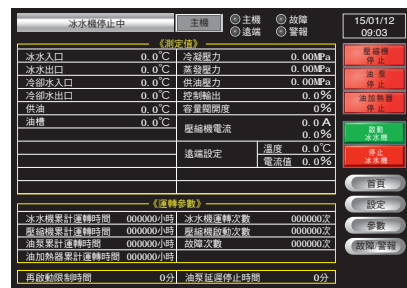 冰水機停止中 主機 主機 故障 15/01/12
遠端 警報 09:03
《測定值》
冰水入口 0.0℃ 冷凝壓力 0.00MPa
冰水出口 0.0℃ 蒸發壓力 0.00MPa
冷卻水入口 0.0℃ 供油壓力 0.00MPa
冷卻水出口 0.0℃ 控制輸出 0.0%
供油 0.0℃ 容量閥開度 0%
油槽 0.0℃ 壓縮機電流 0.0 A
0.0%
遠端設定 溫度 0.0℃
電流值 0.0%
《運轉參數》
冰水機累計運轉時間 000000小時 冰水機運轉次數 000000次
壓縮機累計運轉時間 000000小時 壓縮機啟動次數 000000次
油泵累計運轉時間 000000小時 故障次數 000000次
油加熱器累計運轉時間 000000小時
再啟動限制時間 0分 油泵延遲停止時間 0分
壓縮機
停止
油泵
停止
油加熱器
停止
啟動
冰水機
停止
冰水機
首頁
設定
參數
故障/警報